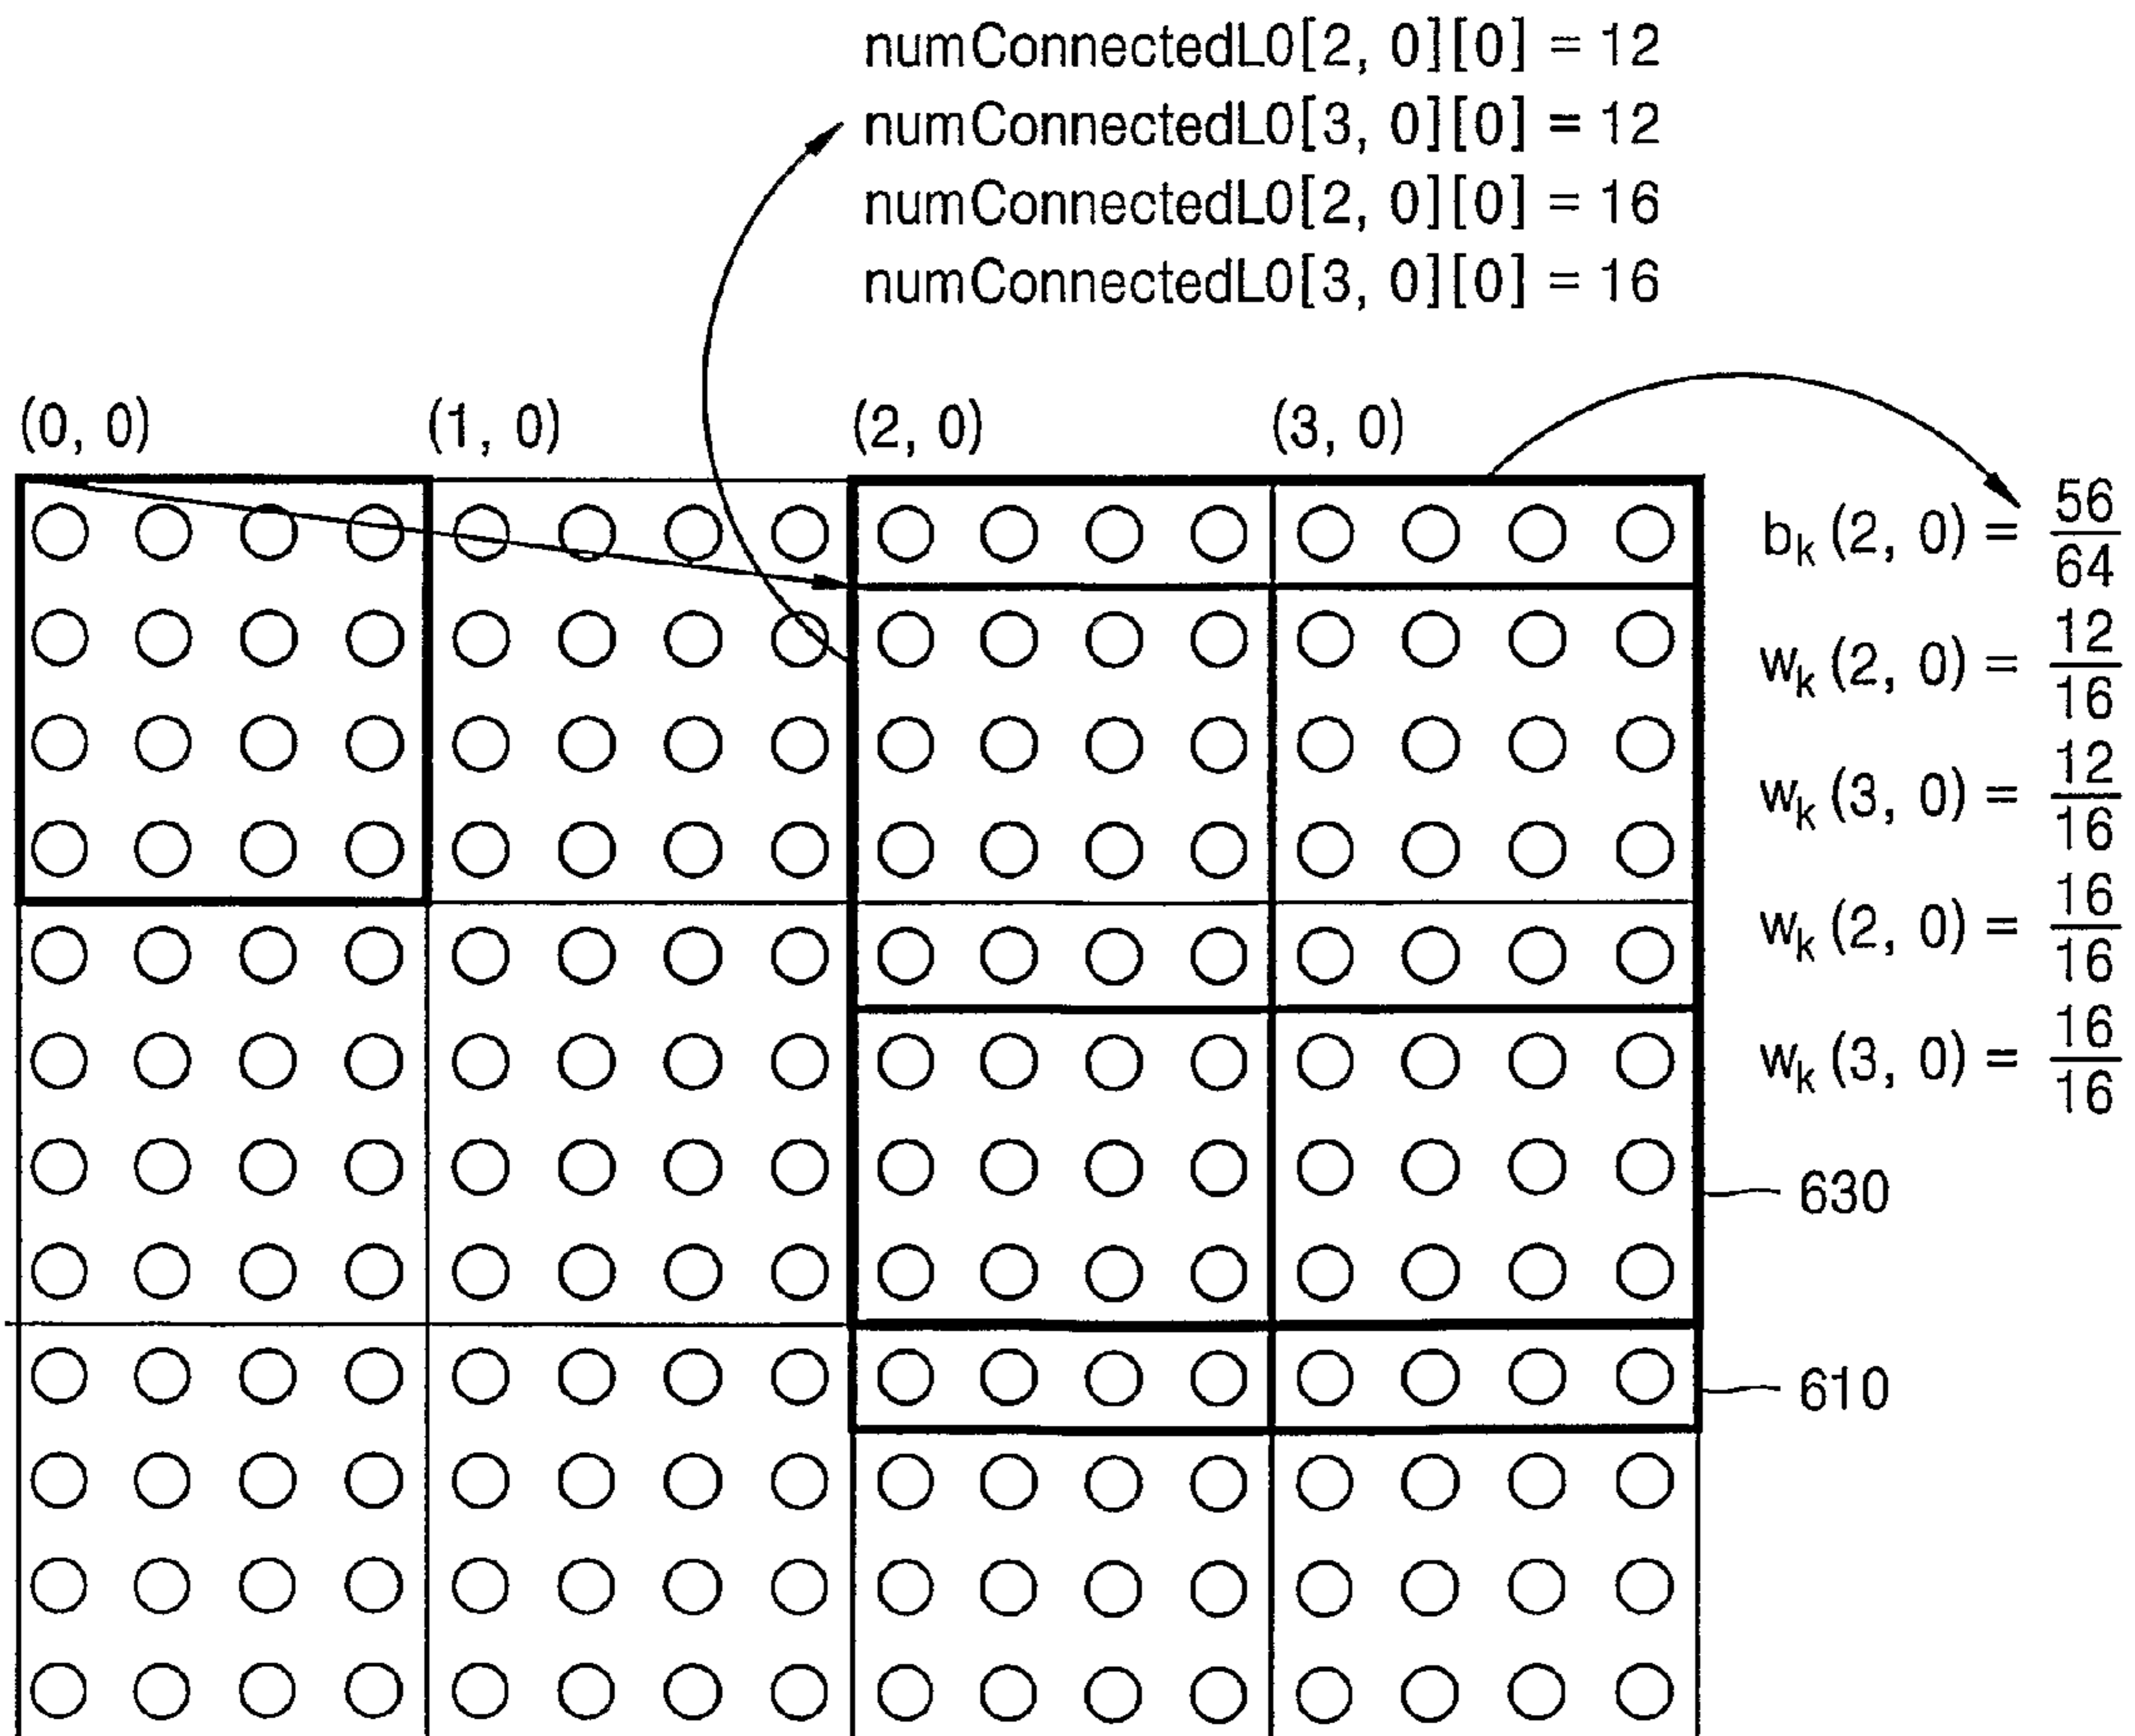 numConnectedL0[2, 0][0] = 12
numConnectedL0[3, 0][0] = 12
numConnectedL0[2, 0][0] = 16
numConnectedL0[3, 0][0] = 16
(0, 0) (1, 0) (2, 0) (3, 0)
b_k (2, 0) = 56/64
w_k (2, 0) = 12/16
w_k (3, 0) = 12/16
w_k (2, 0) = 16/16
w_k (3, 0) = 16/16
630
610